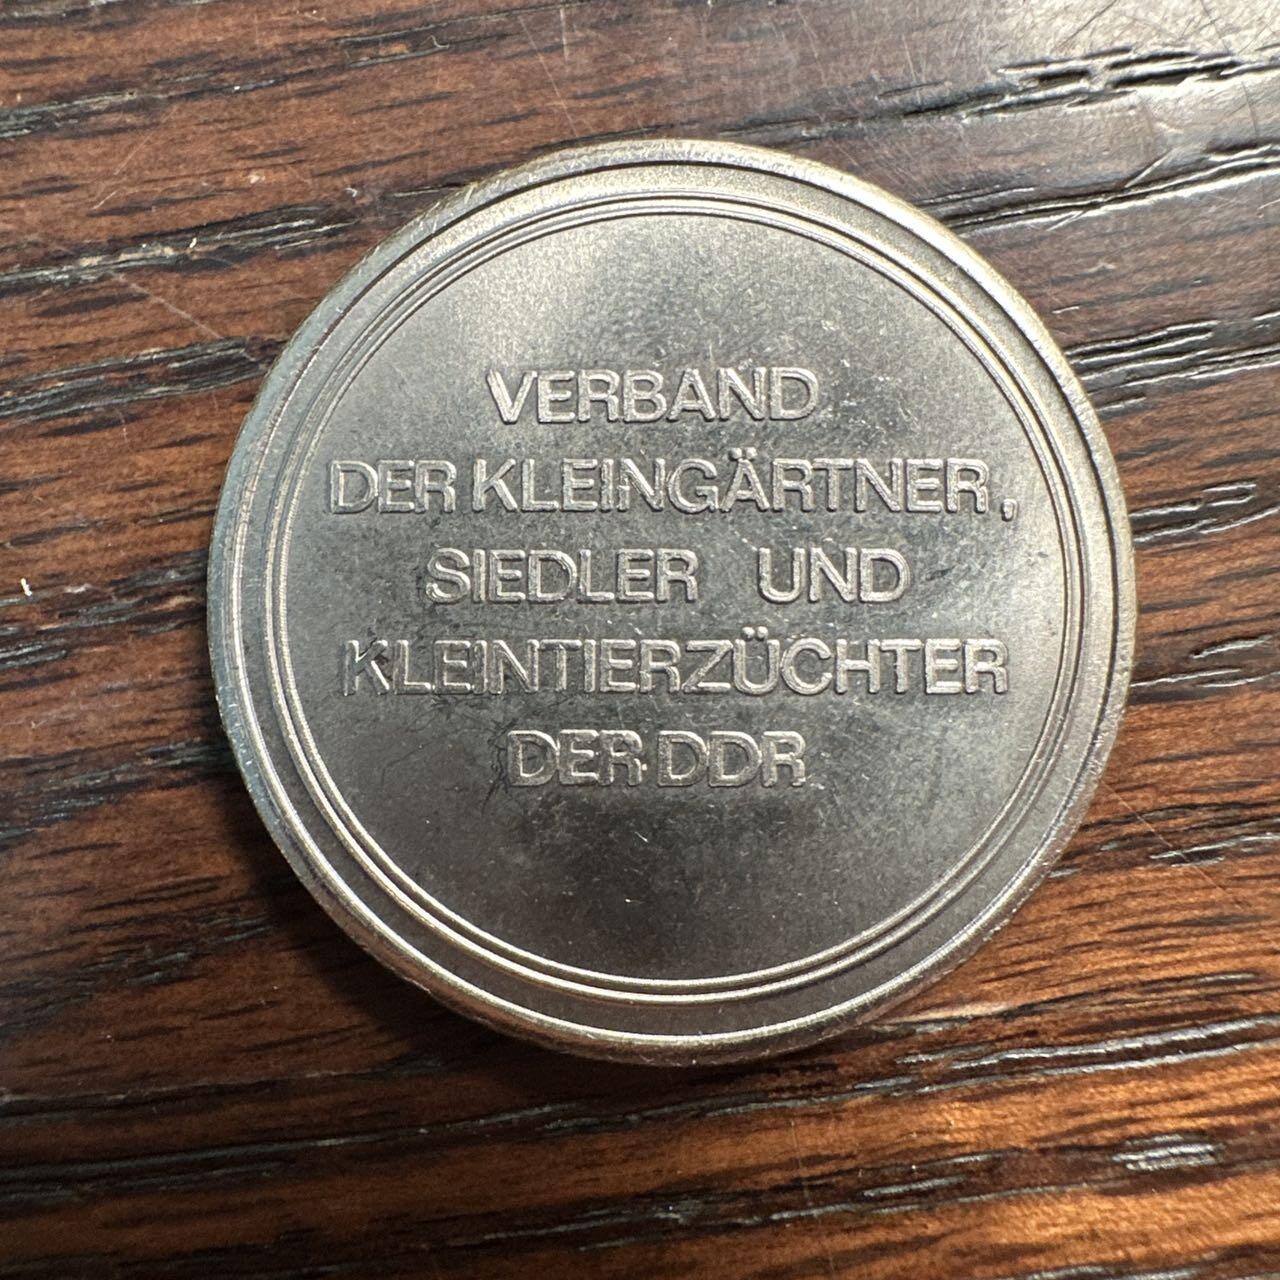 VERBAND
DER KLEINGÄRTNER,
SIEDLER UND
KLEINTIERZÜCHTER
DER DDR